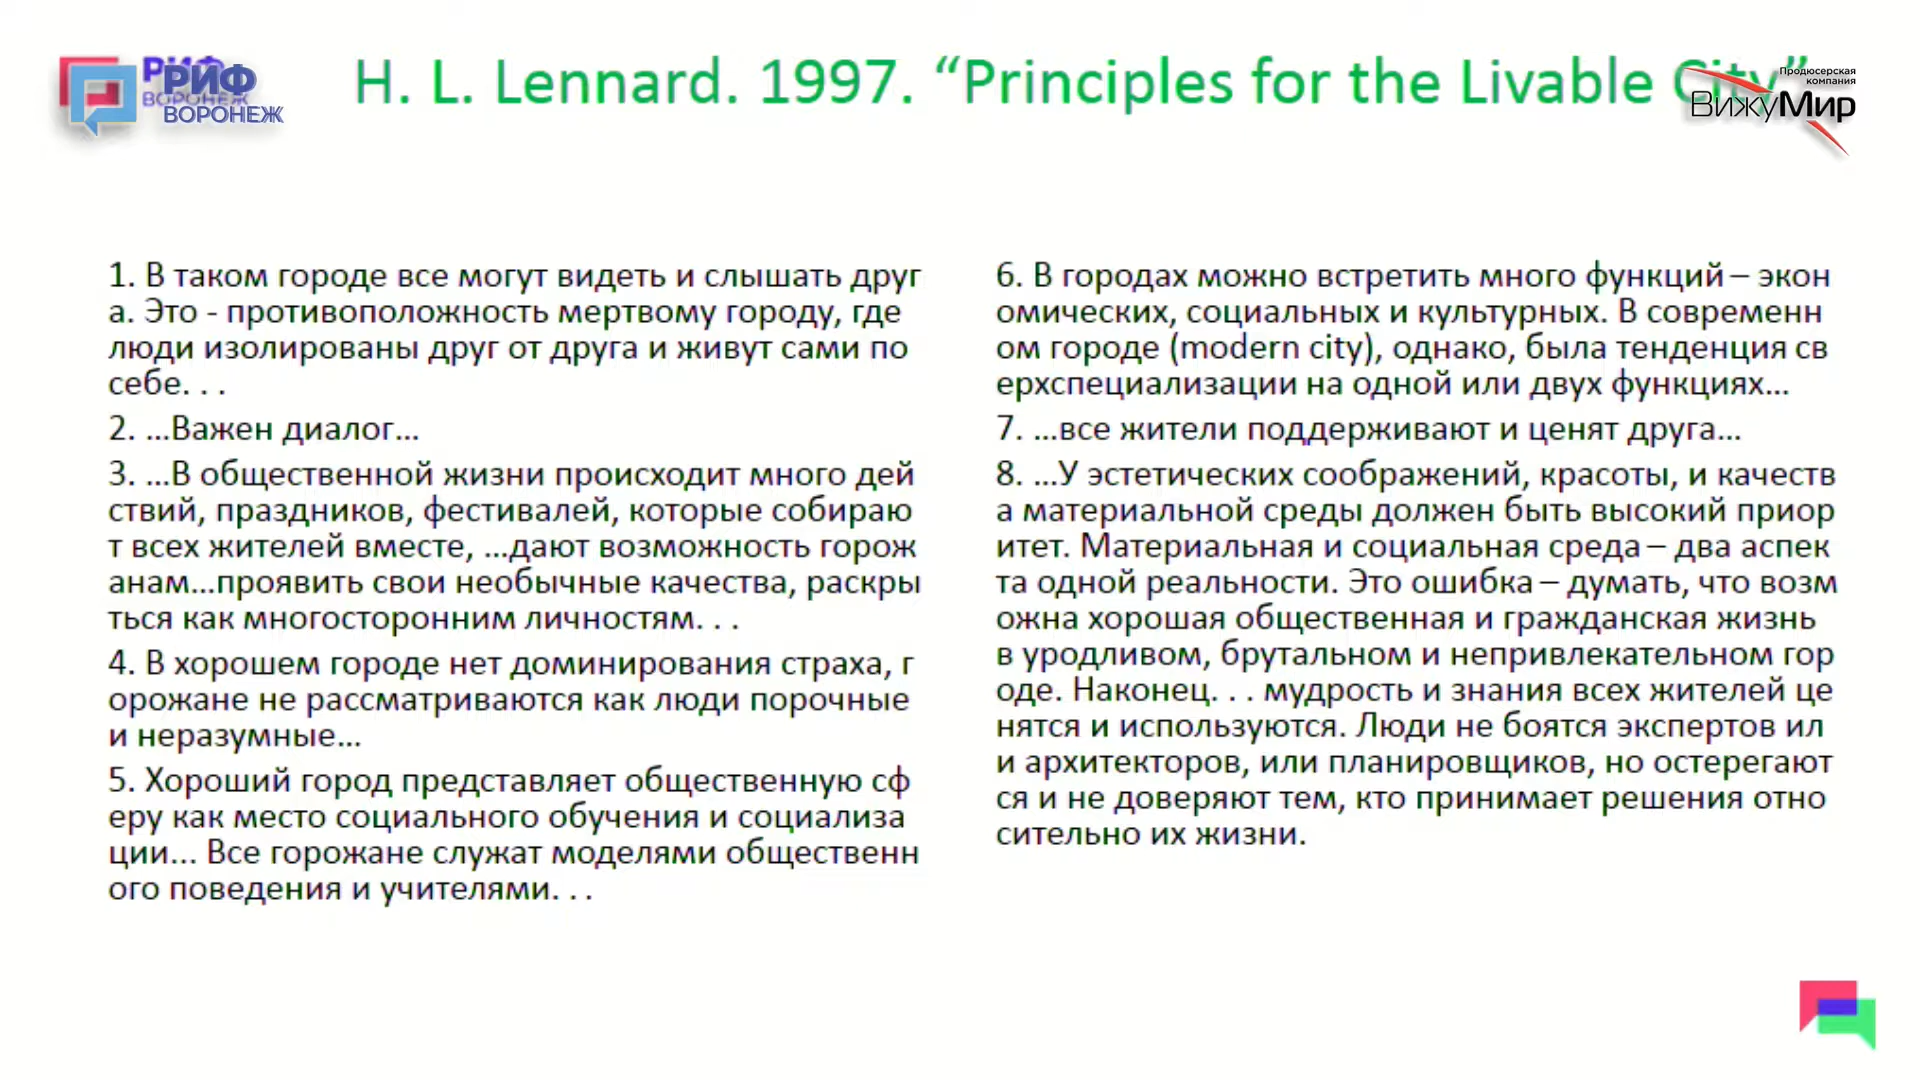 РИФ
ВОРОНЕЖ
H. L. Lennard. 1997. “Principles for the Livable City”
Продюсерская
компания
ВижуМир
1. В таком городе все могут видеть и слышать друг
а. Это - противоположность мертвому городу, где
люди изолированы друг от друга и живут сами по
себе. . .
2. …Важен диалог…
3. …В общественной жизни происходит много дей
ствий, праздников, фестивалей, которые собираю
т всех жителей вместе, …дают возможность горож
анам…проявить свои необычные качества, раскры
ться как многосторонним личностям. . .
4. В хорошем городе нет доминирования страха, г
орожане не рассматриваются как люди порочные
и неразумные…
5. Хороший город представляет общественную сф
еру как место социального обучения и социализа
ции... Все горожане служат моделями общественн
ого поведения и учителями. . .
6. В городах можно встретить много функций – экон
омических, социальных и культурных. В современн
ом городе (modern city), однако, была тенденция св
ерхспециализации на одной или двух функциях…
7. …все жители поддерживают и ценят друга…
8. …У эстетических соображений, красоты, и качеств
а материальной среды должен быть высокий приор
итет. Материальная и социальная среда – два аспек
та одной реальности. Это ошибка – думать, что возм
ожна хорошая общественная и гражданская жизнь
в уродливом, брутальном и непривлекательном гор
оде. Наконец. . . мудрость и знания всех жителей це
нятся и используются. Люди не боятся экспертов ил
и архитекторов, или планировщиков, но остерегают
ся и не доверяют тем, кто принимает решения отно
сительно их жизни.